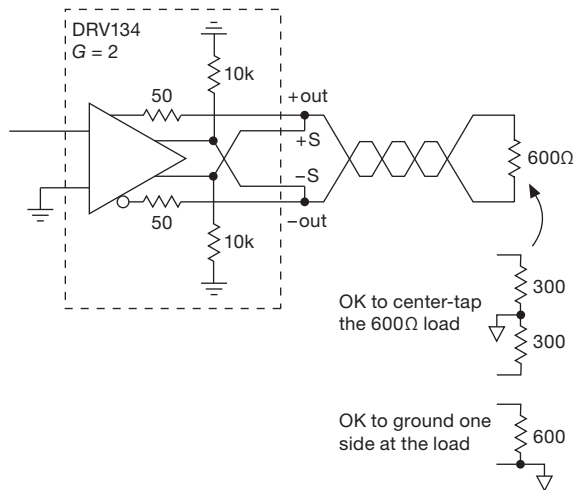 DRV134
G = 2
10k
50
+out
+S
–S
–out
50
10k
600Ω
300
OK to center-tap
the 600Ω load
300
OK to ground one
side at the load
600